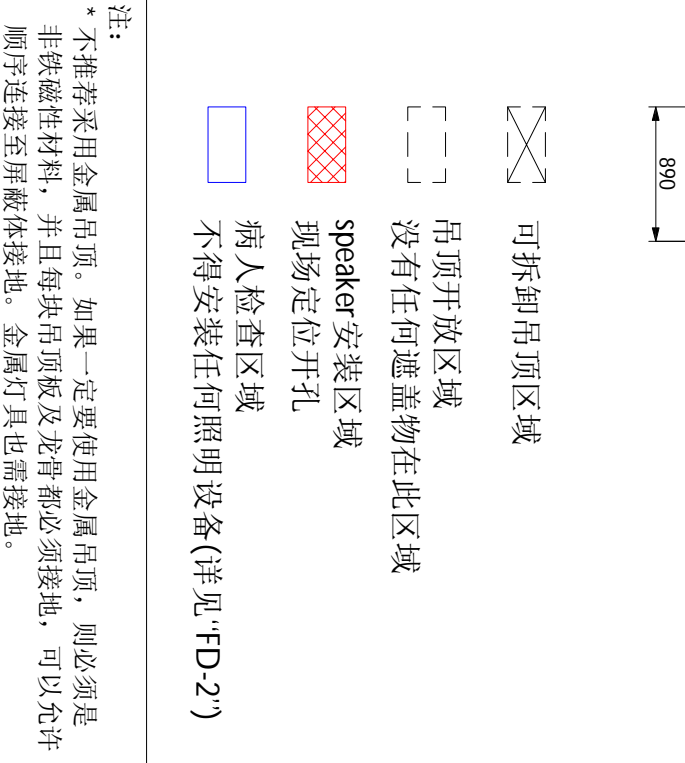 890
可拆卸吊顶区域
吊顶开放区域
没有任何遮盖物在此区域
speaker安装区域
现场定位开孔
病人检查区域
不得安装任何照明设备(详见“FD-2”)
注:
* 不推荐采用金属吊顶。如果一定要使用金属吊顶，则必须是
非铁磁性材料，并且每块吊顶板及龙骨都必须接地，可以允许
顺序连接至屏蔽体接地。金属灯具也需接地。